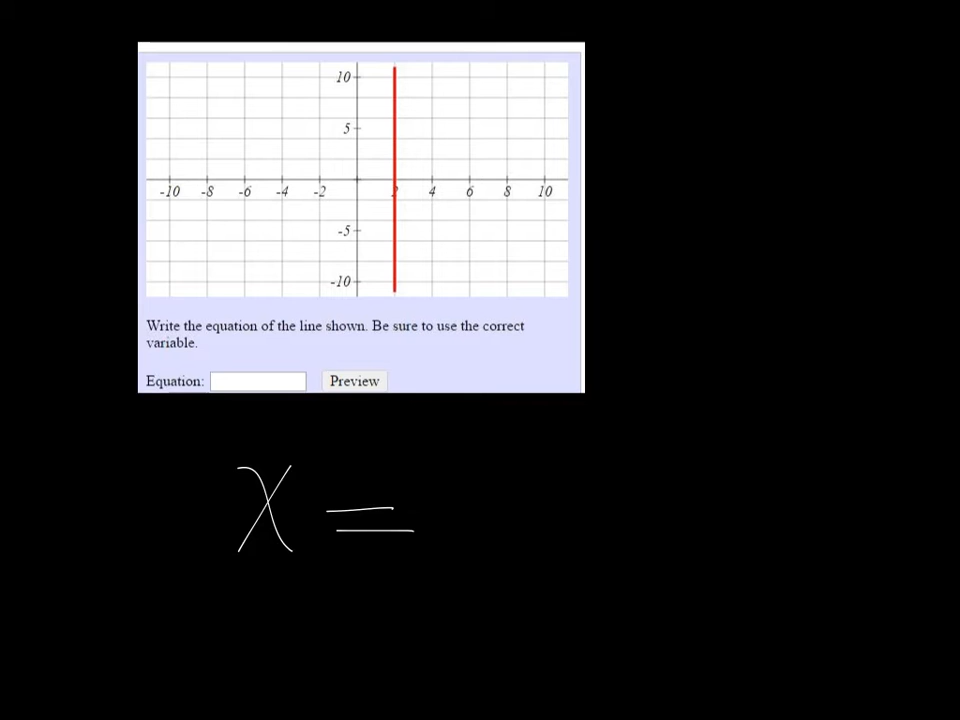 10
5
-10 -8 -6 -4 -2 2 4 6 8 10
-5
-10
Write the equation of the line shown. Be sure to use the correct
variable.
Equation: Preview
x =